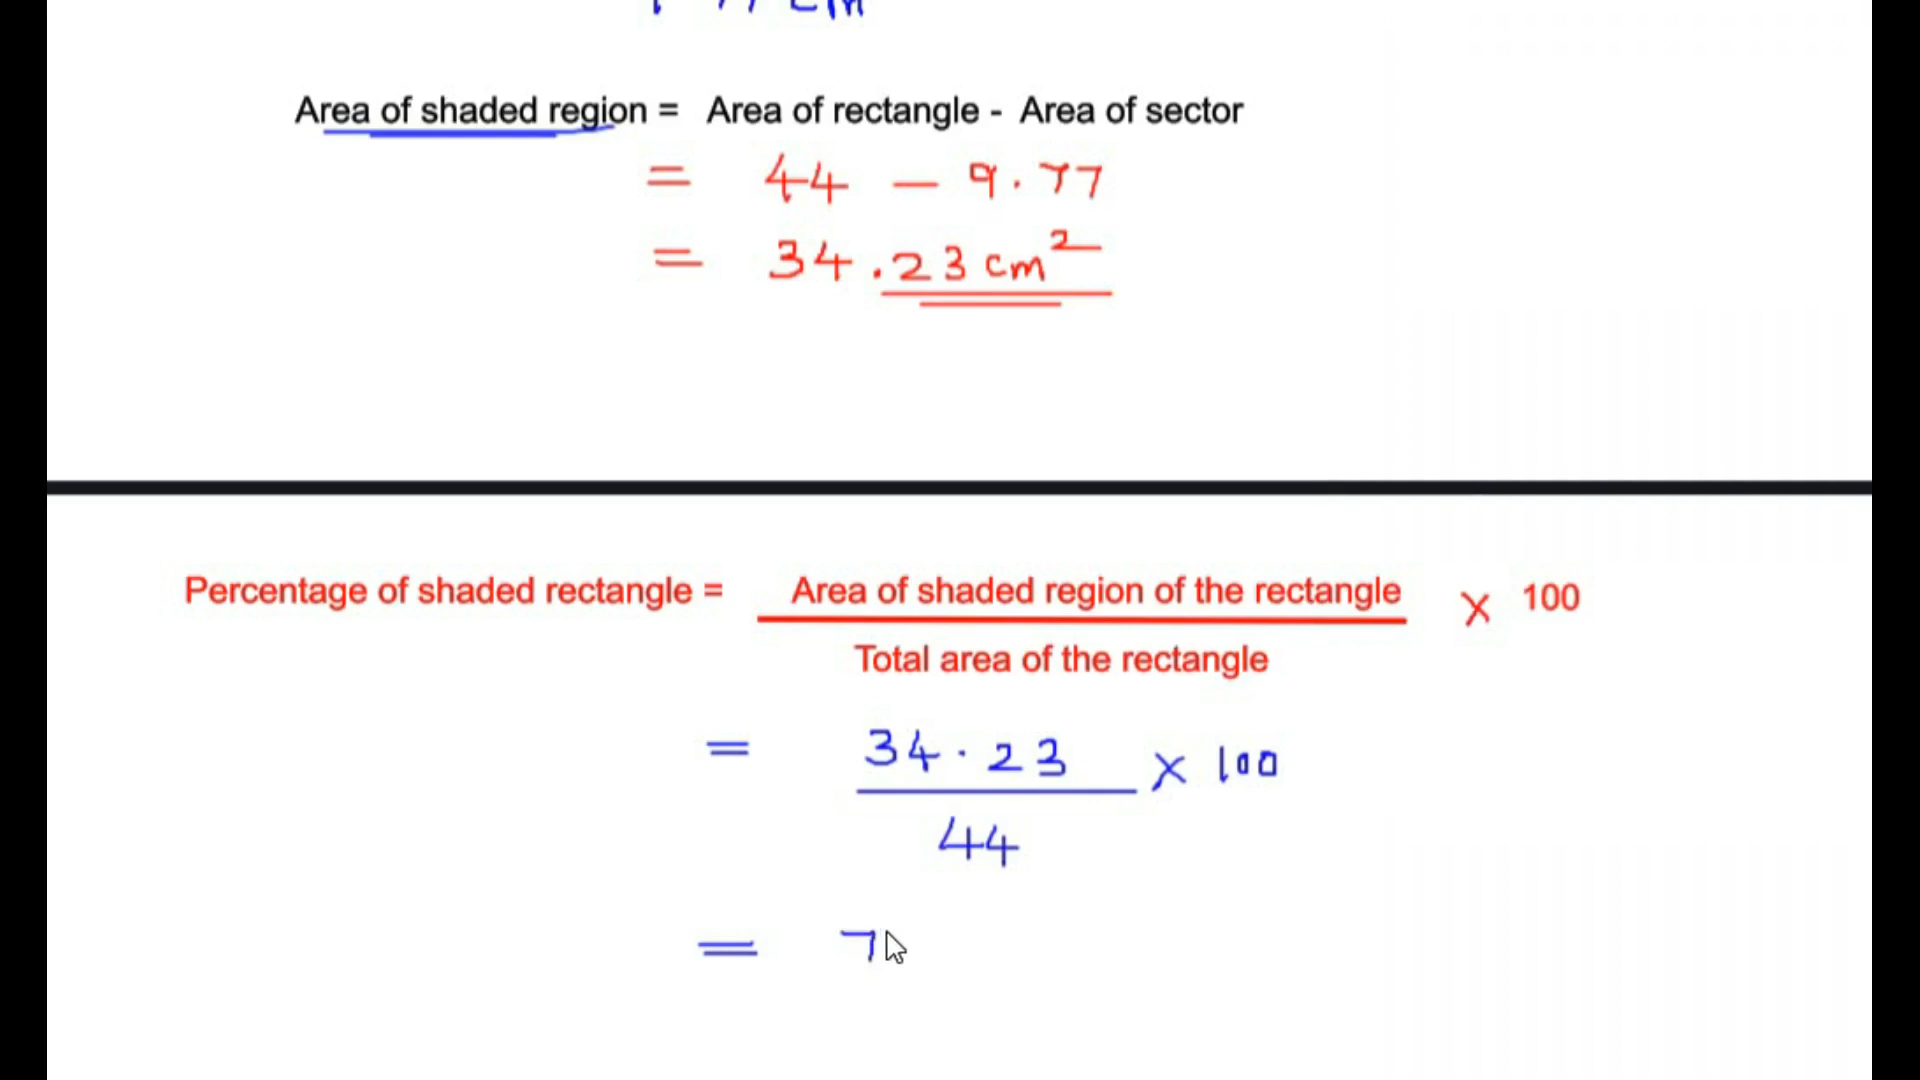 cm
Area of shaded region = Area of rectangle - Area of sector
= 44 - 9.77
= 34.23 cm²
Percentage of shaded rectangle = Area of shaded region of the rectangle × 100
Total area of the rectangle
= 34.23 × 100
44
= 7